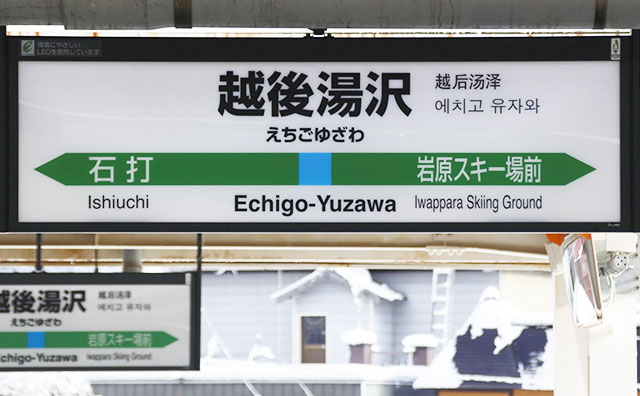 環境にやさしい
LEDを使用しています
越後湯沢
越后汤泽
에치고 유자와
えちごゆざわ
石打
岩原スキー場前
Ishiuchi
Echigo-Yuzawa
Iwappara Skiing Ground
越後湯沢
越后汤泽
에치고 유자와
えちごゆざわ
岩原スキー場前
Echigo-Yuzawa
Iwappara Skiing Ground